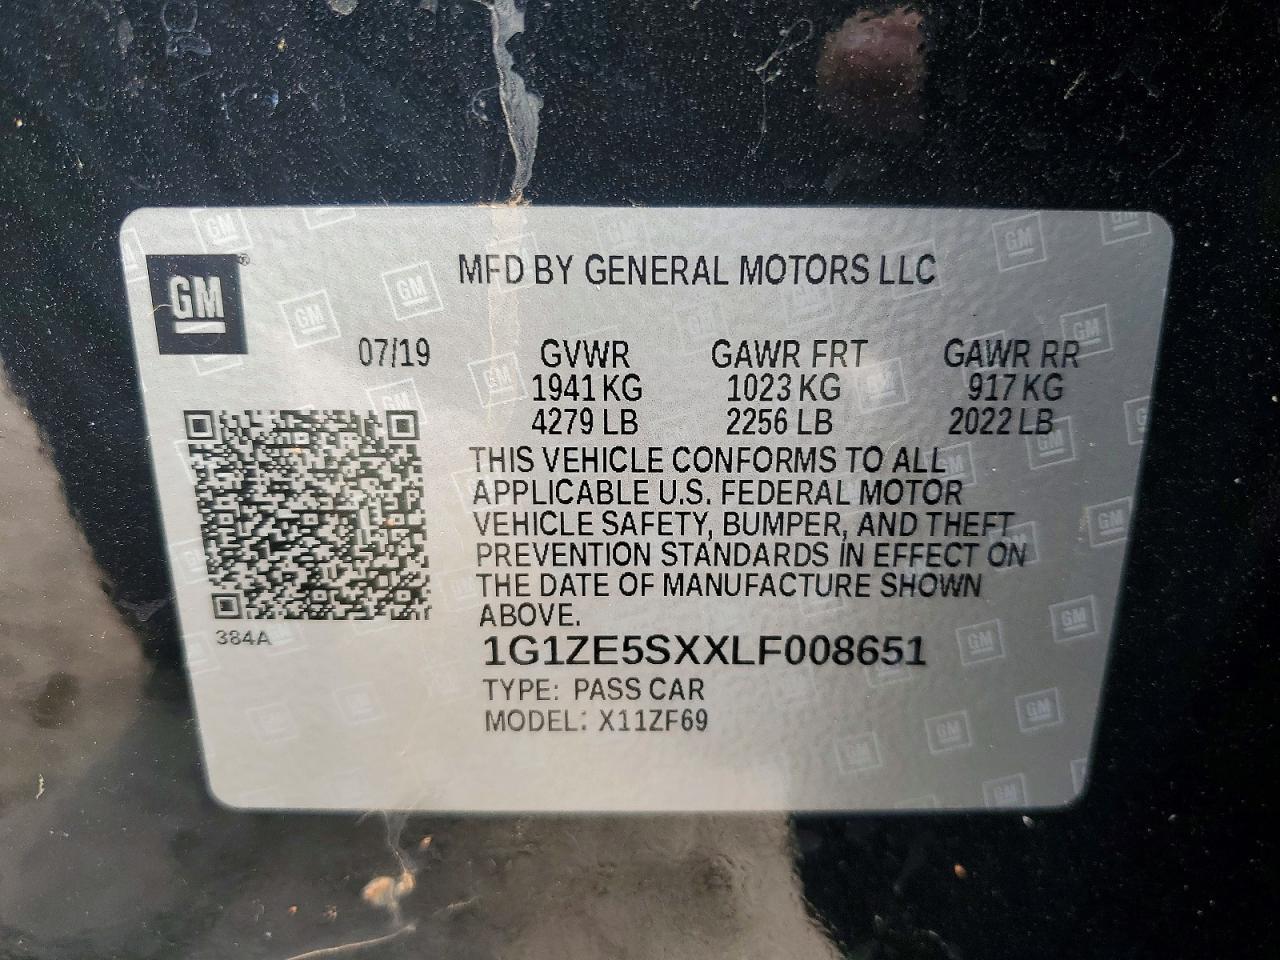 GM®
MFD BY GENERAL MOTORS LLC
07/19 GVWR GAWR FRT GAWR RR
1941 KG 1023 KG 917 KG
4279 LB 2256 LB 2022 LB
THIS VEHICLE CONFORMS TO ALL
APPLICABLE U.S. FEDERAL MOTOR
VEHICLE SAFETY, BUMPER, AND THEFT
PREVENTION STANDARDS IN EFFECT ON
THE DATE OF MANUFACTURE SHOWN
ABOVE.
384A
1G1ZE5SXXLF008651
TYPE: PASS CAR
MODEL: X11ZF69